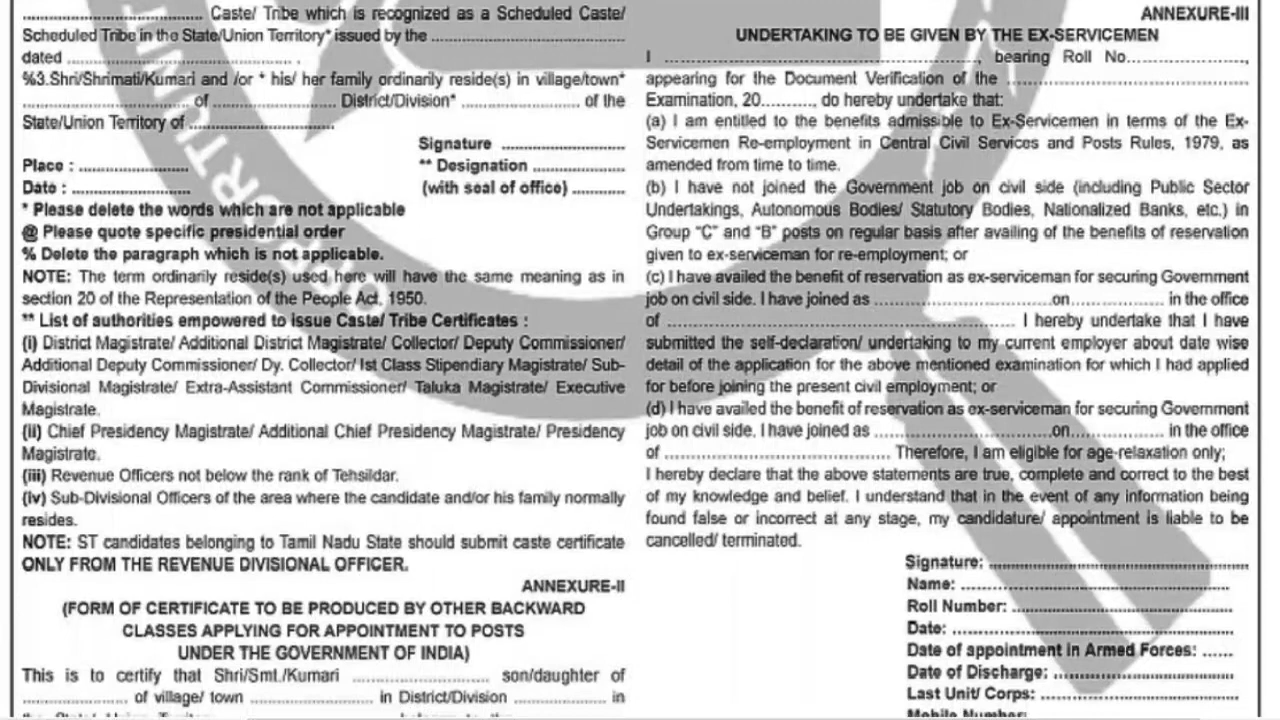 ........................................ Caste/ Tribe which is recognized as a Scheduled Caste/
Scheduled Tribe in the State/Union Territory* issued by the ...........................................
dated .................................................... .
%3.Shri/Shrimati/Kumari and /or * his/ her family ordinarily reside(s) in village/town*
....................................... of ........................... District/Division* .......................... of the
State/Union Territory of ................................
Signature ...........................
Place : ........................
** Designation ....................
Date : ..........................
(with seal of office) ............
* Please delete the words which are not applicable
@ Please quote specific presidential order
% Delete the paragraph which is not applicable.
NOTE: The term ordinarily reside(s) used here will have the same meaning as in
section 20 of the Representation of the People Act, 1950.
** List of authorities empowered to issue Caste/ Tribe Certificates :
(i) District Magistrate/ Additional District Magistrate/ Collector/ Deputy Commissioner/
Additional Deputy Commissioner/ Dy. Collector/ Ist Class Stipendiary Magistrate/ Sub-
Divisional Magistrate/ Extra-Assistant Commissioner/ Taluka Magistrate/ Executive
Magistrate.
(ii) Chief Presidency Magistrate/ Additional Chief Presidency Magistrate/ Presidency
Magistrate.
(iii) Revenue Officers not below the rank of Tehsildar.
(iv) Sub-Divisional Officers of the area where the candidate and/or his family normally
resides.
NOTE: ST candidates belonging to Tamil Nadu State should submit caste certificate
ONLY FROM THE REVENUE DIVISIONAL OFFICER.
ANNEXURE-II
(FORM OF CERTIFICATE TO BE PRODUCED BY OTHER BACKWARD
CLASSES APPLYING FOR APPOINTMENT TO POSTS
UNDER THE GOVERNMENT OF INDIA)
This is to certify that Shri/Smt./Kumari .............................. son/daughter of
........................ of village/ town ........................... in District/Division ........................ in
ANNEXURE-III
UNDERTAKING TO BE GIVEN BY THE EX-SERVICEMEN
I ........................................................................, bearing Roll No..........................,
appearing for the Document Verification of the .....................................................
Examination, 20.........., do hereby undertake that:
(a) I am entitled to the benefits admissible to Ex-Servicemen in terms of the Ex-
Servicemen Re-employment in Central Civil Services and Posts Rules, 1979, as
amended from time to time.
(b) I have not joined the Government job on civil side (including Public Sector
Undertakings, Autonomous Bodies/ Statutory Bodies, Nationalized Banks, etc.) in
Group “C” and “B” posts on regular basis after availing of the benefits of reservation
given to ex-serviceman for re-employment; or
(c) I have availed the benefit of reservation as ex-serviceman for securing Government
job on civil side. I have joined as .......................................on.................... in the office
of ................................................................................ I hereby undertake that I have
submitted the self-declaration/ undertaking to my current employer about date wise
detail of the application for the above mentioned examination for which I had applied
for before joining the present civil employment; or
(d) I have availed the benefit of reservation as ex-serviceman for securing Government
job on civil side. I have joined as .......................................on.................... in the office
of ................................................. Therefore, I am eligible for age-relaxation only;
I hereby declare that the above statements are true, complete and correct to the best
of my knowledge and belief. I understand that in the event of any information being
found false or incorrect at any stage, my candidature/ appointment is liable to be
cancelled/ terminated.
Signature: ..........................................................
Name: ...........................................................
Roll Number: .................................................
Date: .............................................................
Date of appointment in Armed Forces: ......
Date of Discharge: ........................................
Last Unit/ Corps: ..........................................
Mobile Number: